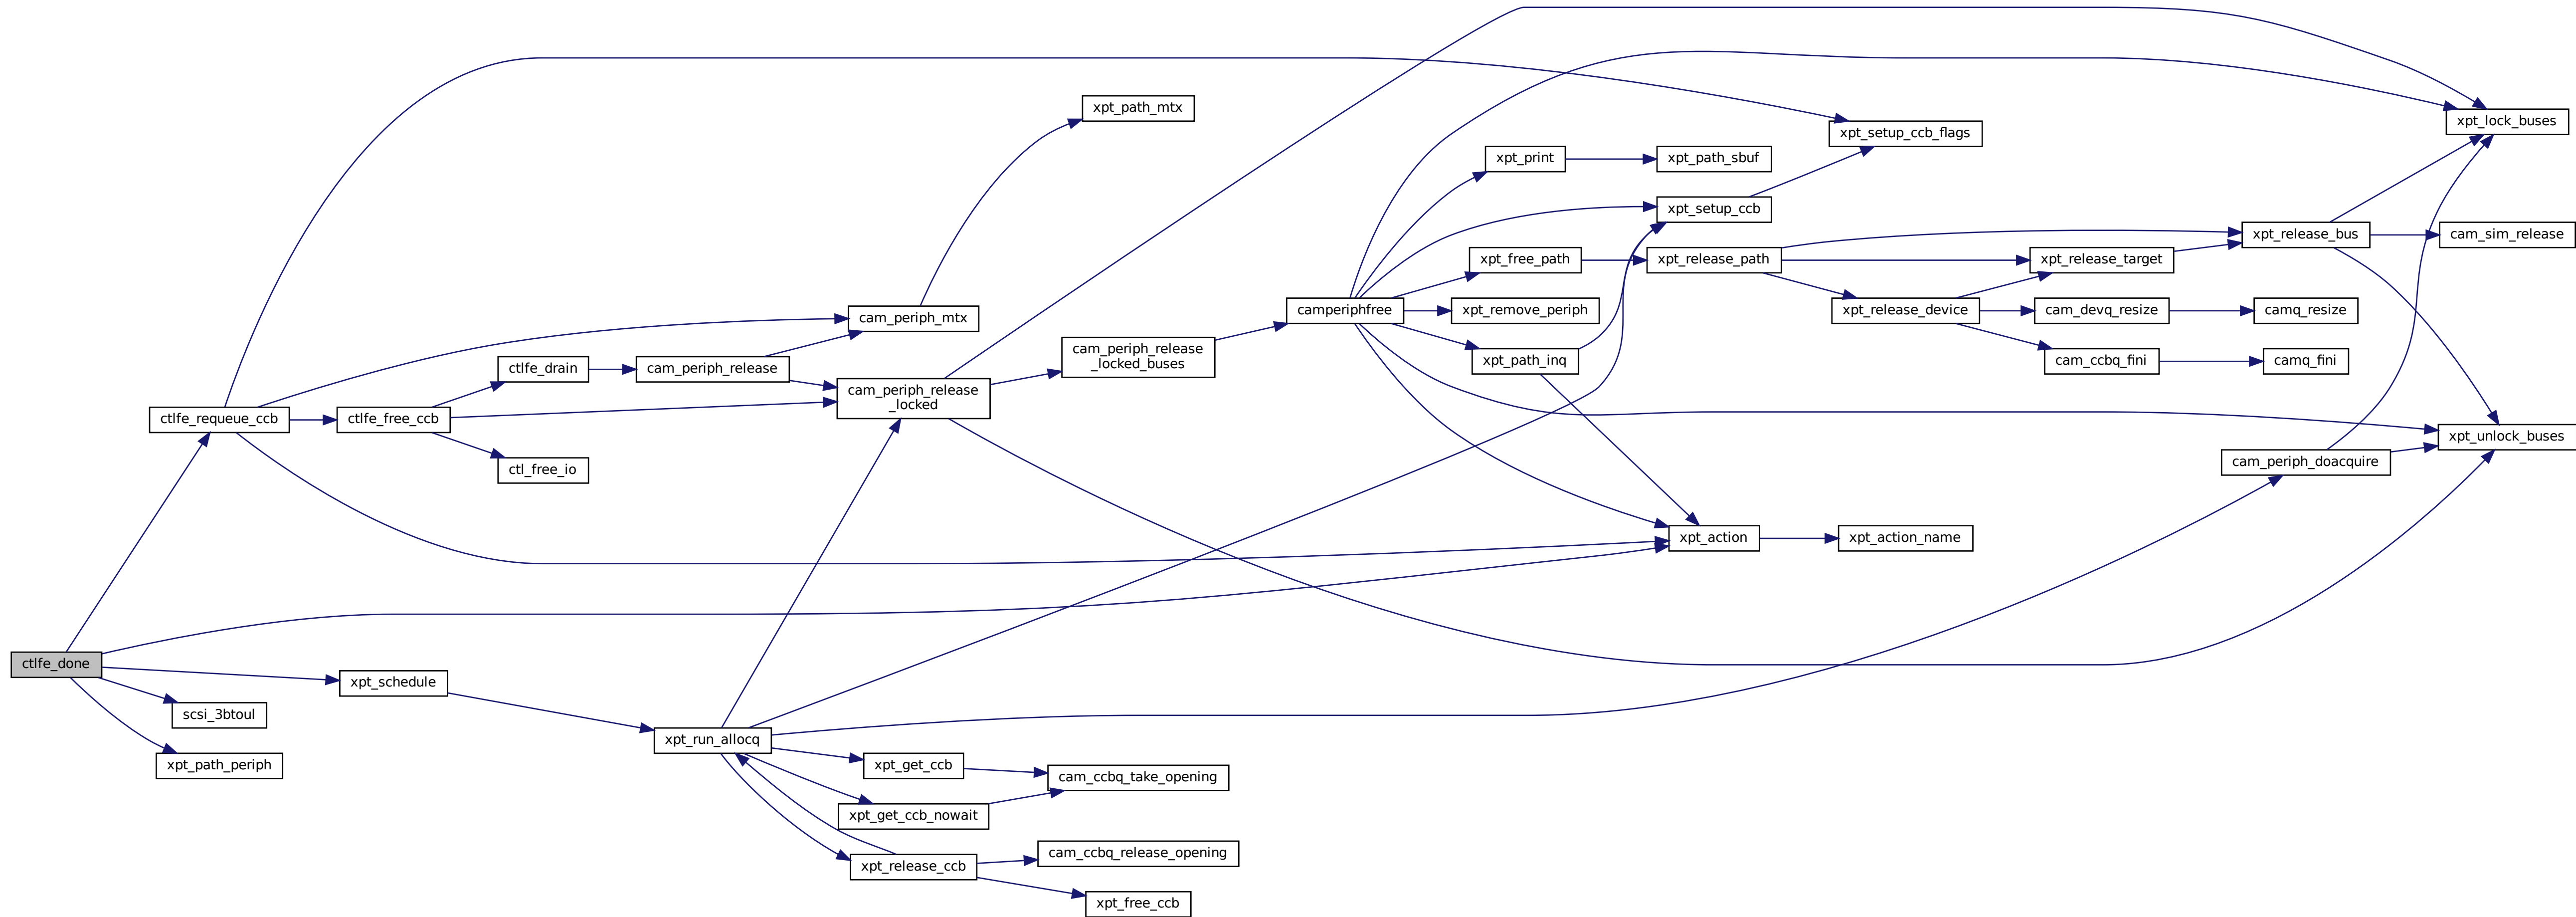 xpt_path_mtx
xpt_lock_buses
xpt_setup_ccb_flags
xpt_print
xpt_path_sbuf
xpt_setup_ccb
xpt_release_bus
cam_sim_release
xpt_free_path
xpt_release_path
xpt_release_target
camperiphfree
xpt_remove_periph
xpt_release_device
cam_devq_resize
camq_resize
cam_periph_mtx
cam_periph_release
_locked_buses
xpt_path_inq
cam_ccbq_fini
camq_fini
ctlfe_drain
cam_periph_release
cam_periph_release
_locked
ctlfe_requeue_ccb
ctlfe_free_ccb
xpt_unlock_buses
cam_periph_doacquire
ctl_free_io
xpt_action
xpt_action_name
ctlfe_done
xpt_schedule
scsi_3btoul
xpt_run_allocq
xpt_path_periph
xpt_get_ccb
cam_ccbq_take_opening
xpt_get_ccb_nowait
cam_ccbq_release_opening
xpt_release_ccb
xpt_free_ccb